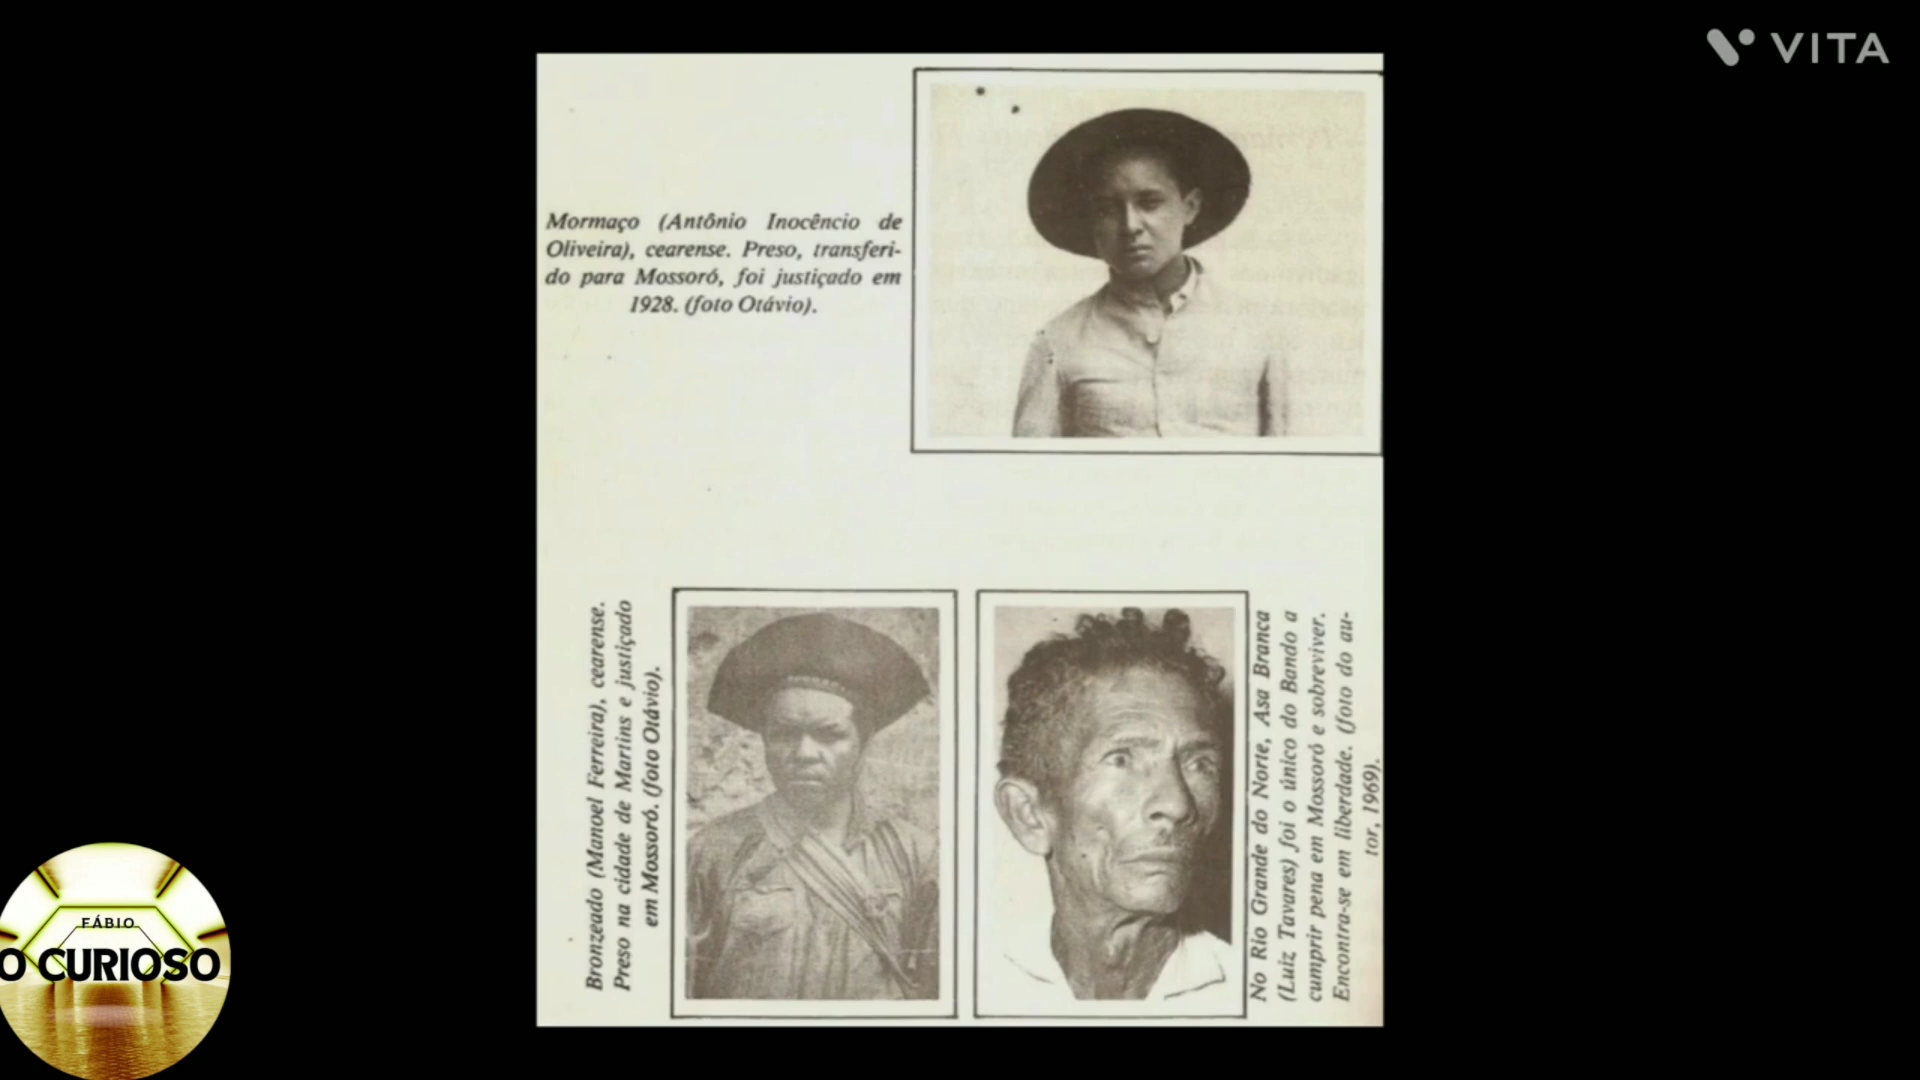 VITA
Mormaço (Antônio Inocêncio de
Oliveira), cearense. Preso, transferi-
do para Mossoró, foi justiçado em
1928. (foto Otávio).
Bronzeado (Manoel Ferreira), cearense.
Preso na cidade de Martins e justiçado
em Mossoró. (foto Otávio).
No Rio Grande do Norte, Asa Branca
(Luiz Tavares) foi o único do Bando a
cumprir pena em Mossoró e sobreviver.
Encontra-se em liberdade. (foto do au-
tor, 1969).
FÁBIO
O CURIOSO